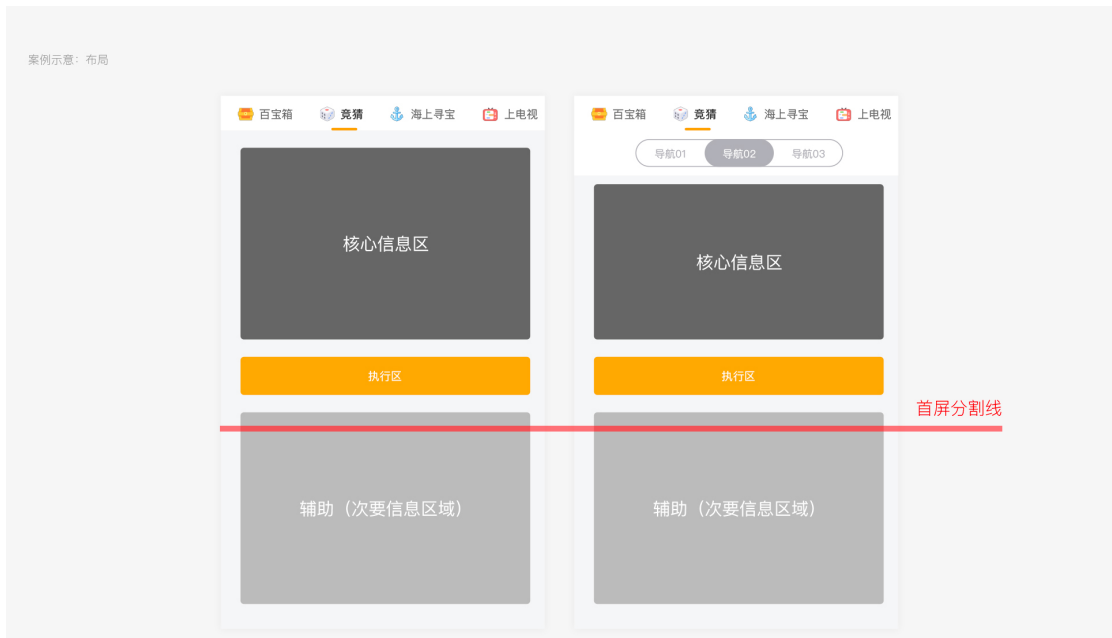 案例示意：布局
百宝箱 竞猜 海上寻宝 上电视
百宝箱 竞猜 海上寻宝 上电视
导航01 导航02 导航03
核心信息区
核心信息区
执行区
执行区
首屏分割线
辅助（次要信息区域）
辅助（次要信息区域）